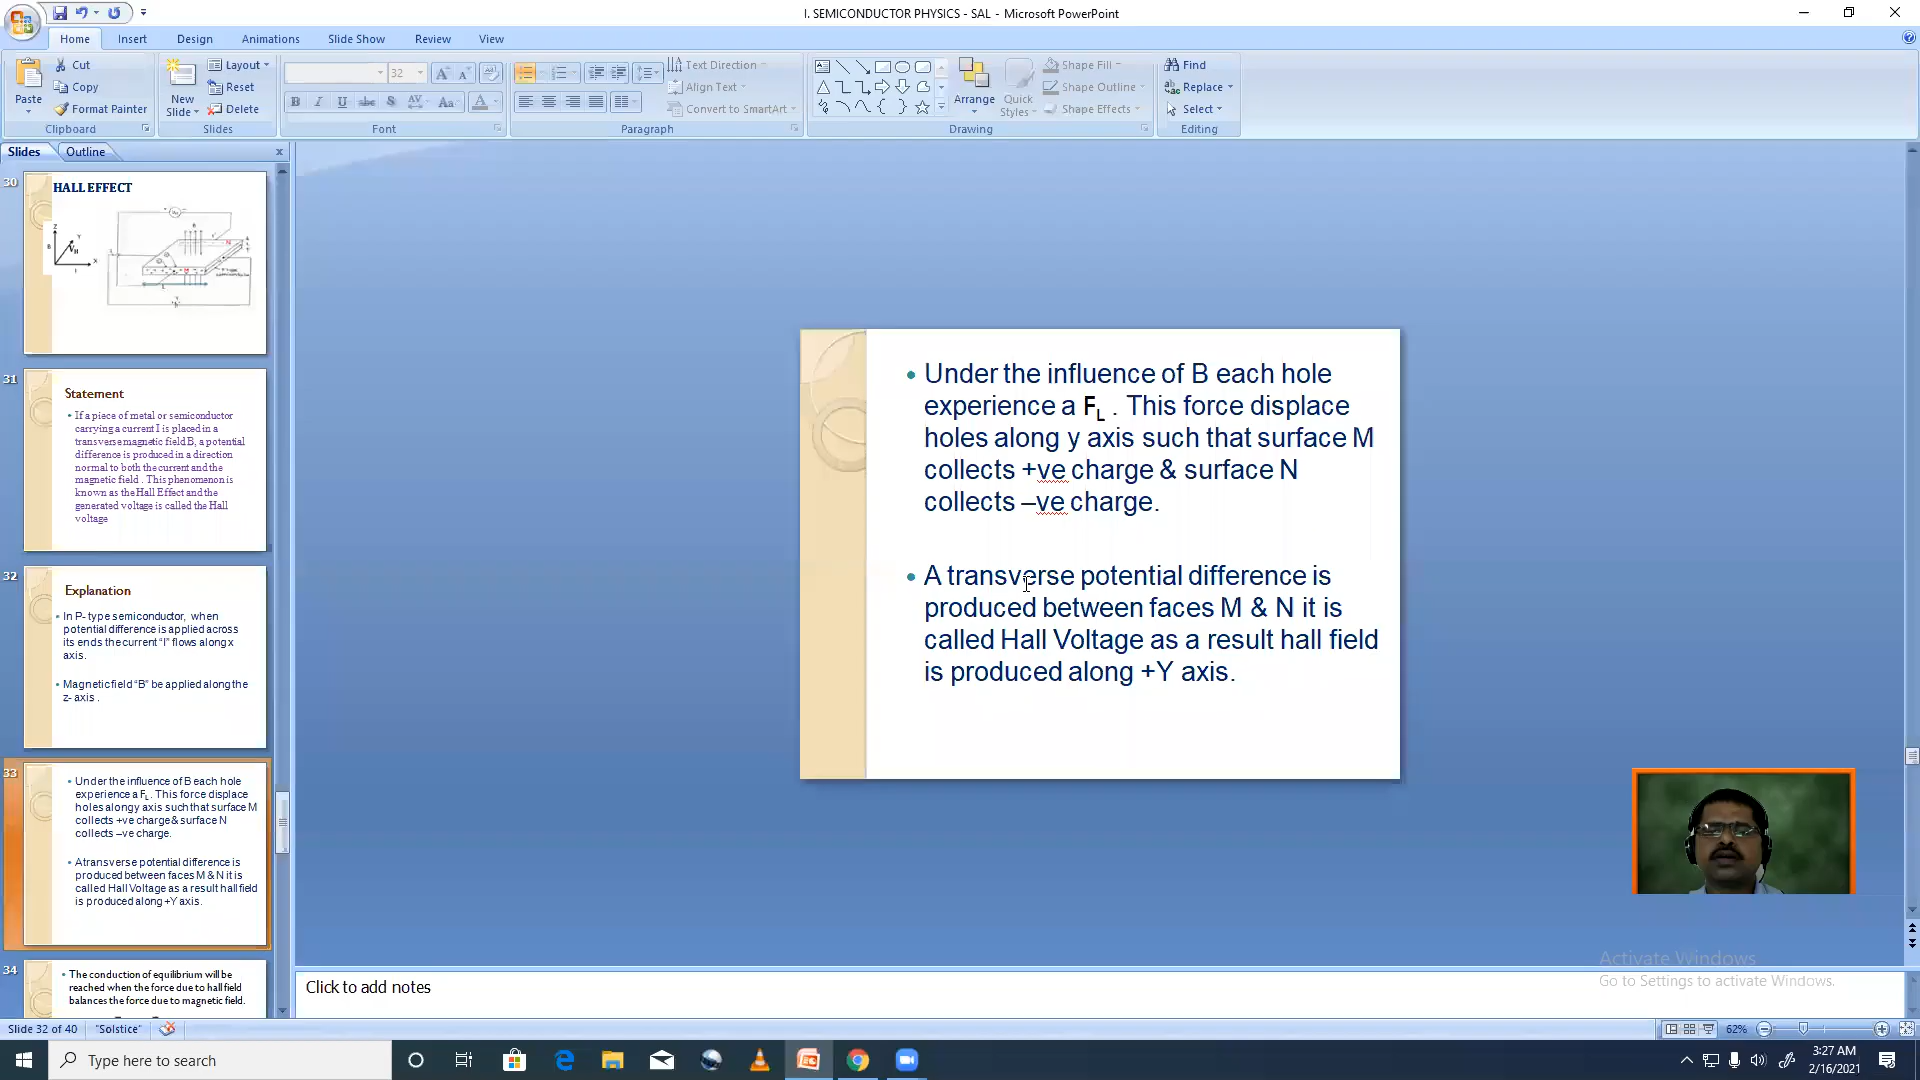 I. SEMICONDUCTOR PHYSICS - SAL - Microsoft PowerPoint
Home Insert Design Animations Slide Show Review View
Paste
Cut
Copy
Format Painter
Clipboard
New
Slide
Layout
Reset
Delete
Slides
32
B I U abc S AV Aa A
Font
Text Direction
Align Text
Convert to SmartArt
Paragraph
Arrange
Quick
Styles
Shape Fill
Shape Outline
Shape Effects
Drawing
Find
Replace
Select
Editing
Slides Outline x
30
HALL EFFECT
31
Statement
• If a piece of metal or semiconductor
carrying a current I is placed in a
transverse magnetic field B, a potential
difference is produced in a direction
normal to both the current and the
magnetic field . This phenomenon is
known as the Hall Effect and the
generated voltage is called the Hall
voltage
32
Explanation
• In P- type semiconductor, when
potential difference is applied across
its ends the current “I” flows along x
axis.
• Magnetic field “B” be applied along the
z- axis .
33
• Under the influence of B each hole
experience a FL . This force displace
holes along y axis such that surface M
collects +ve charge & surface N
collects –ve charge.
• A transverse potential difference is
produced between faces M & N it is
called Hall Voltage as a result hall field
is produced along +Y axis.
34
• The conduction of equilibrium will be
reached when the force due to hall field
balances the force due to magnetic field.
• Under the influence of B each hole
experience a FL . This force displace
holes along y axis such that surface M
collects +ve charge & surface N
collects –ve charge.
• A transverse potential difference is
produced between faces M & N it is
called Hall Voltage as a result hall field
is produced along +Y axis.
Activate Windows
Go to Settings to activate Windows.
Click to add notes
Slide 32 of 40 "Solstice" 62%
Type here to search
3:27 AM
2/16/2021